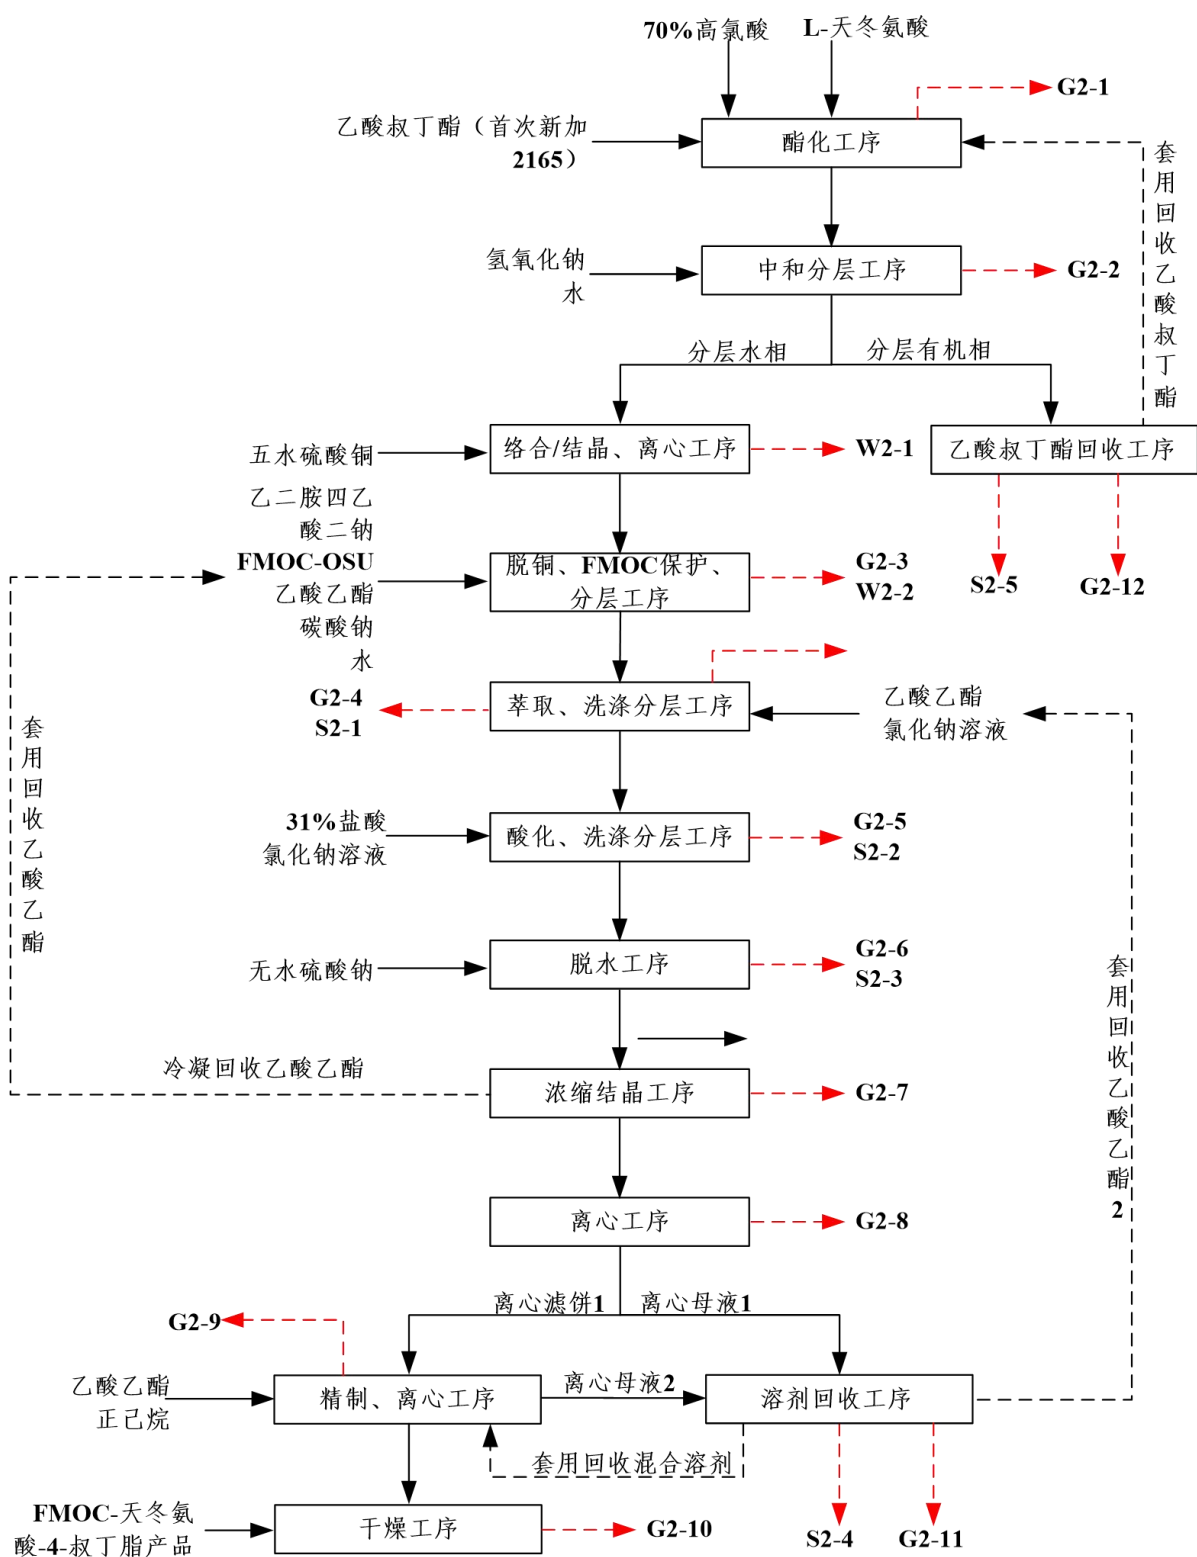 70%高氯酸
L-天冬氨酸
G2-1
乙酸叔丁酯（首次新加
2165）
酯化工序
套用回收乙酸叔丁酯
氢氧化钠
水
中和分层工序
G2-2
分层水相
分层有机相
五水硫酸铜
络合/结晶、离心工序
W2-1
乙酸叔丁酯回收工序
乙二胺四乙
酸二钠
FMOC-OSU
乙酸乙酯
碳酸钠
水
脱铜、FMOC保护、
分层工序
G2-3
W2-2
S2-5
G2-12
G2-4
S2-1
萃取、洗涤分层工序
乙酸乙酯
氯化钠溶液
套用回收乙酸乙酯
31%盐酸
氯化钠溶液
酸化、洗涤分层工序
G2-5
S2-2
无水硫酸钠
脱水工序
G2-6
S2-3
套用回收乙酸乙酯2
冷凝回收乙酸乙酯
浓缩结晶工序
G2-7
离心工序
G2-8
离心滤饼1
离心母液1
G2-9
乙酸乙酯
正己烷
精制、离心工序
离心母液2
溶剂回收工序
套用回收混合溶剂
FMOC-天冬氨
酸-4-叔丁脂产品
干燥工序
G2-10
S2-4
G2-11